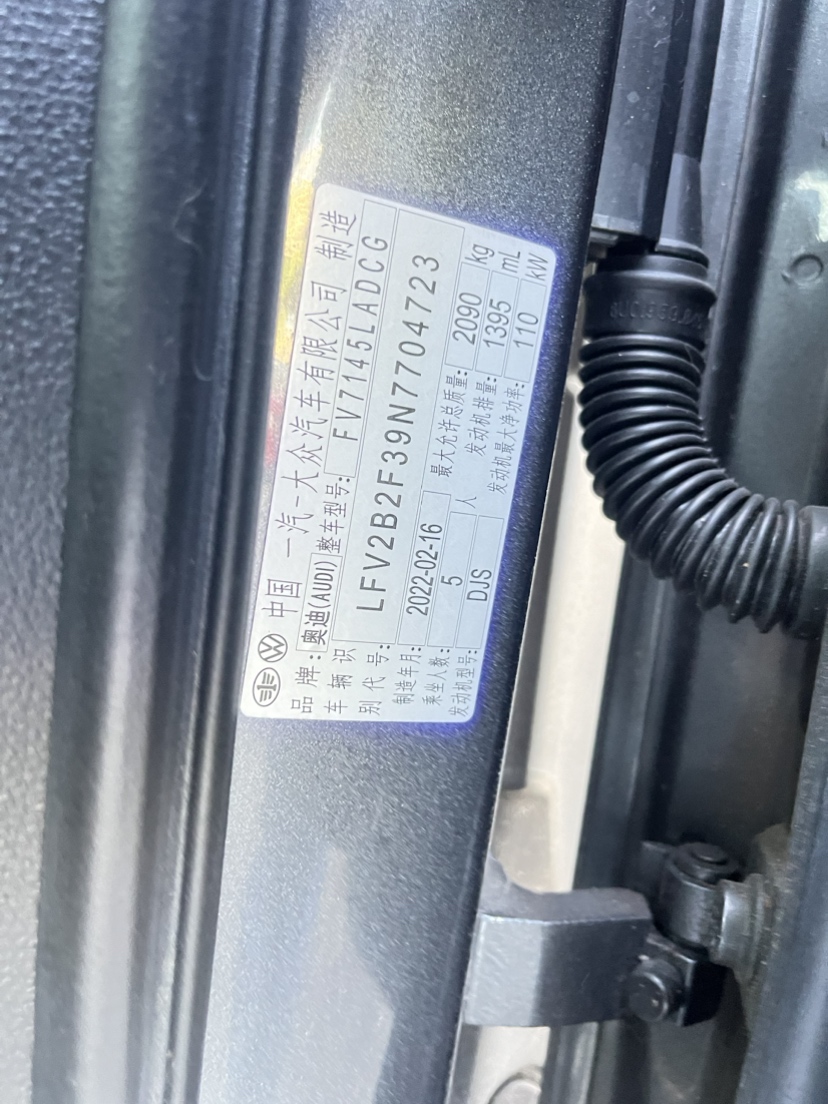 中国 一汽-大众汽车有限公司 制造
品牌: 奥迪(AUDI) 整车型号: FV7145LADCG
车辆识
别代号: LFV2B2F39N7704723
制造年月: 2022-02-16 最大允许总质量: 2090 kg
乘坐人数: 5 人 发动机排量: 1395 mL
发动机型号: DJS 发动机最大净功率: 110 kW